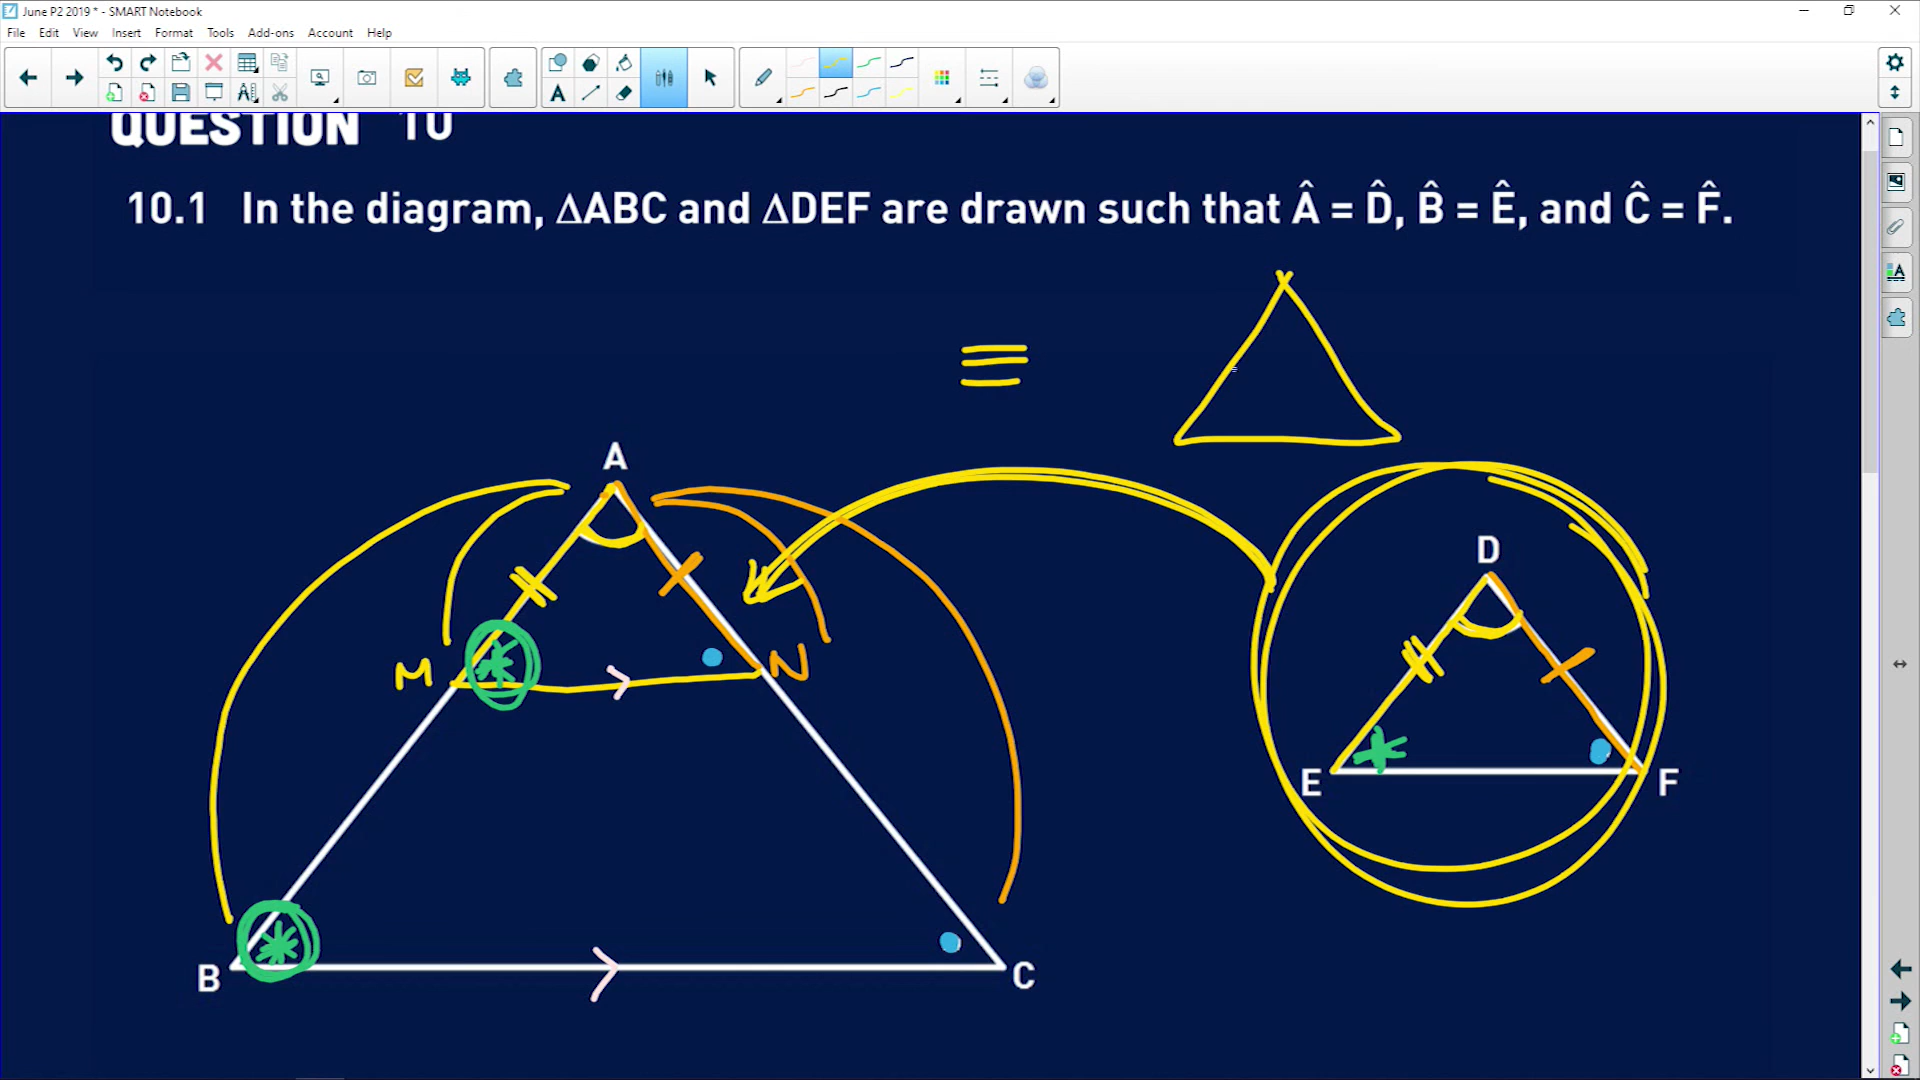 June P2 2019 * - SMART Notebook
File Edit View Insert Format Tools Add-ons Account Help
QUESTION 10
10.1 In the diagram, ΔABC and ΔDEF are drawn such that Â = D̂, B̂ = Ê, and Ĉ = F̂.
≡
A
D
M
N
E
F
B
C